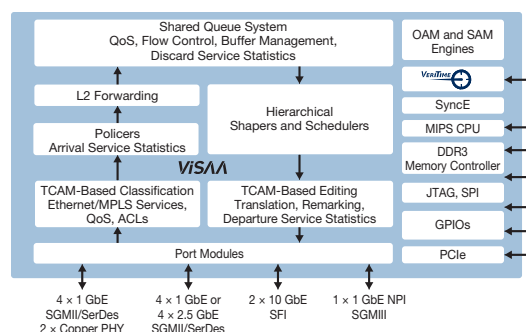 Shared Queue System
QoS, Flow Control, Buffer Management,
Discard Service Statistics
L2 Forwarding
Policers
Arrival Service Statistics
Hierarchical
Shapers and Schedulers
ViSAA
TCAM-Based Classification
Ethernet/MPLS Services,
QoS, ACLs
TCAM-Based Editing
Translation, Remarking,
Departure Service Statistics
Port Modules
OAM and SAM
Engines
VERITIME
SyncE
MIPS CPU
DDR3
Memory Controller
JTAG, SPI
GPIOs
PCIe
4 × 1 GbE
SGMII/SerDes
2 × Copper PHY
4 × 1 GbE or
4 × 2.5 GbE
SGMII/SerDes
2 × 10 GbE
SFI
1 × 1 GbE NPI
SGMIII